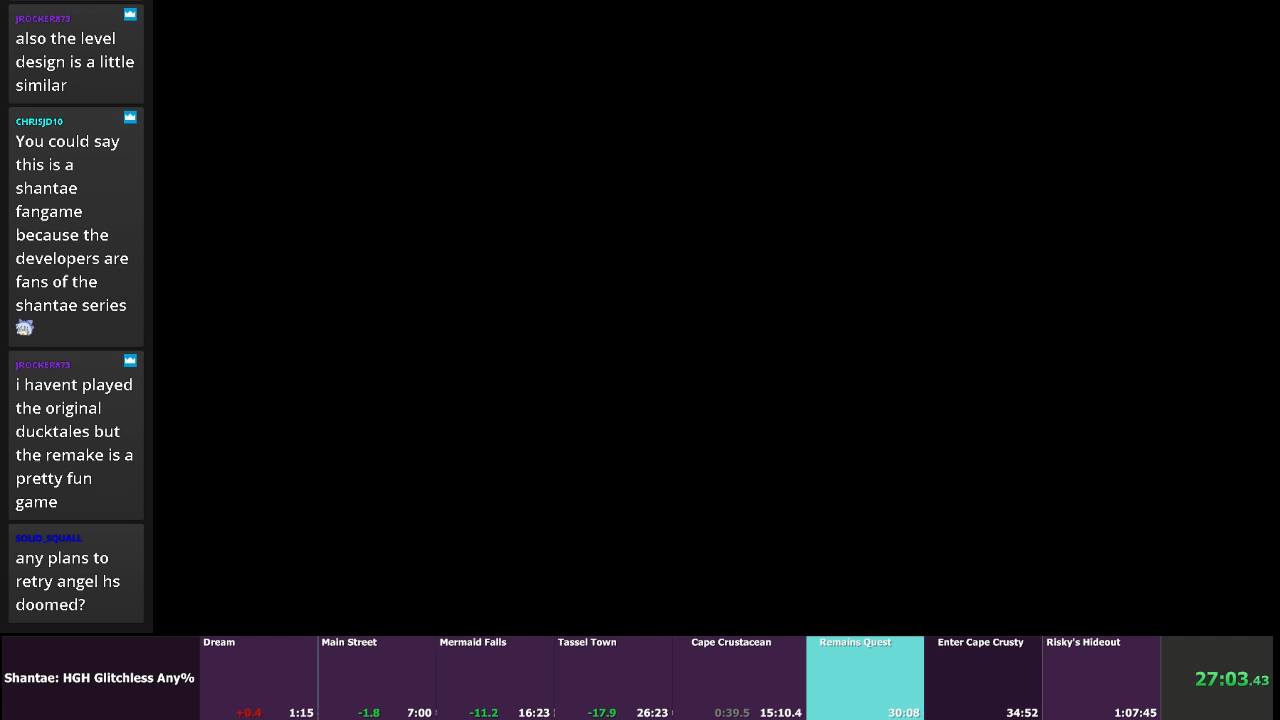 JROCKER873
also the level
design is a little
similar
CHRISJD10
You could say
this is a
shantae
fangame
because the
developers are
fans of the
shantae series
JROCKER873
i havent played
the original
ducktales but
the remake is a
pretty fun
game
SOLID_SQUALL
any plans to
retry angel hs
doomed?
Shantae: HGH Glitchless Any%
Dream
+0.4 1:15
Main Street
-1.8 7:00
Mermaid Falls
-11.2 16:23
Tassel Town
-17.9 26:23
Cape Crustacean
0:39.5 15:10.4
Remains Quest
30:08
Enter Cape Crusty
34:52
Risky's Hideout
1:07:45
27:03.43